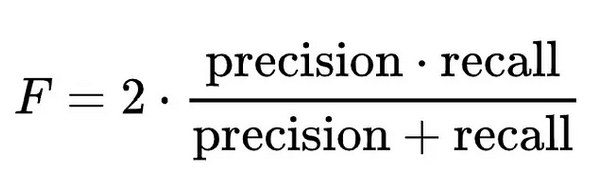 F = 2 · precision · recall / precision + recall